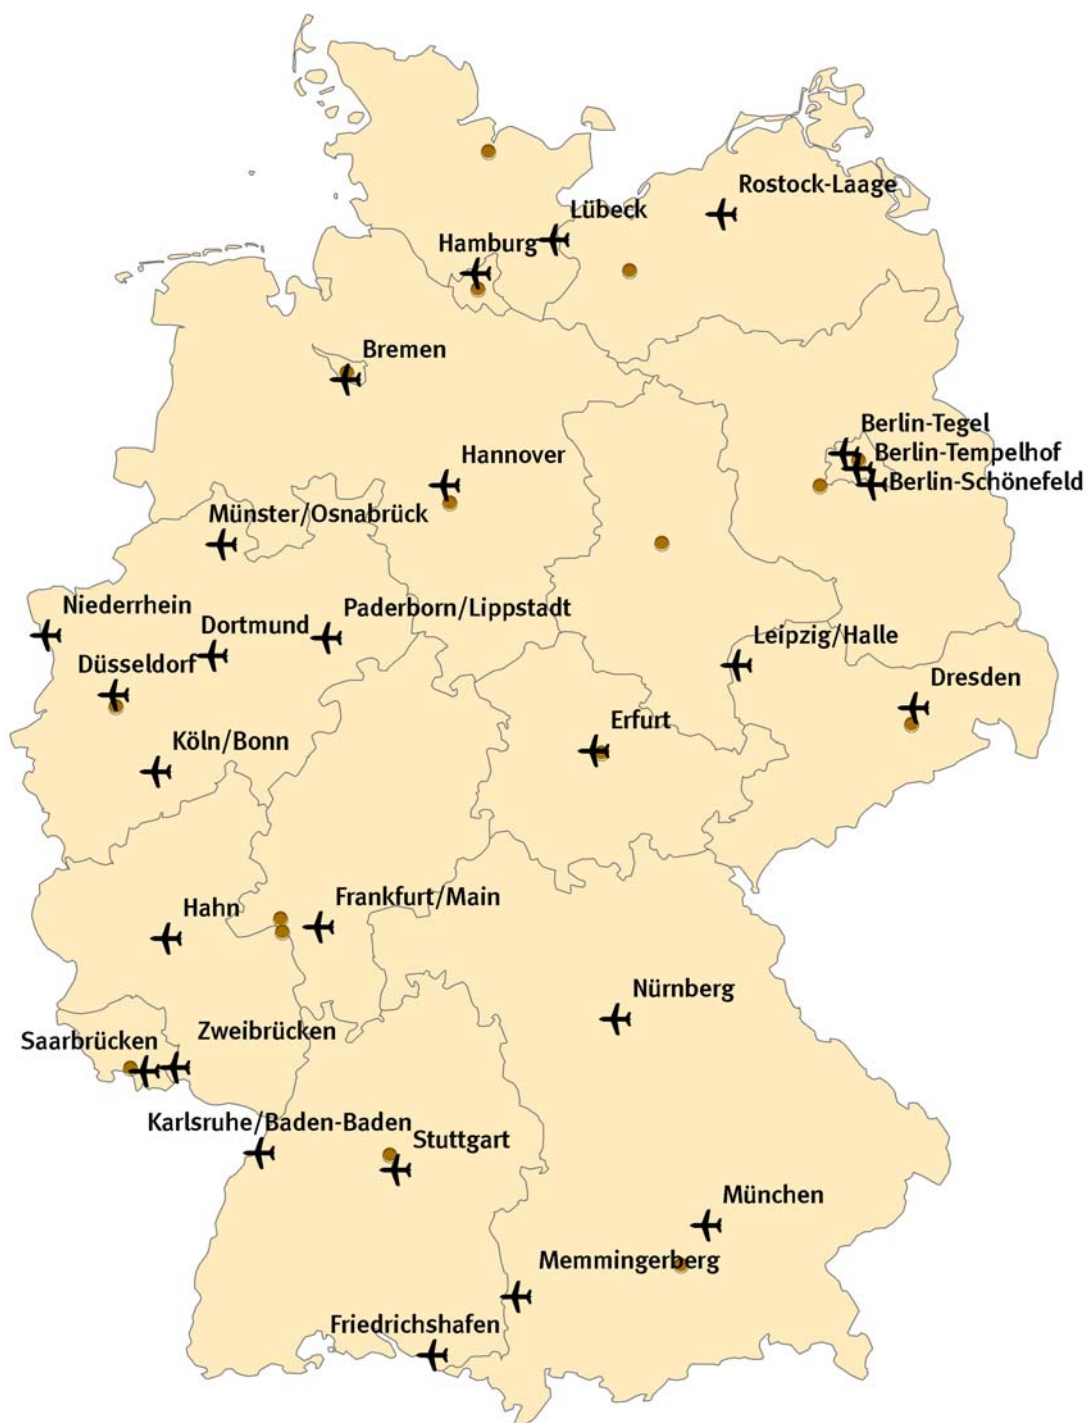 Rostock-Laage
Lübeck
Hamburg
Bremen
Berlin-Tegel
Berlin-Tempelhof
Hannover
Berlin-Schönefeld
Münster/Osnabrück
Niederrhein
Paderborn/Lippstadt
Dortmund
Leipzig/Halle
Düsseldorf
Dresden
Erfurt
Köln/Bonn
Frankfurt/Main
Hahn
Nürnberg
Zweibrücken
Saarbrücken
Karlsruhe/Baden-Baden
Stuttgart
München
Memmingerberg
Friedrichshafen